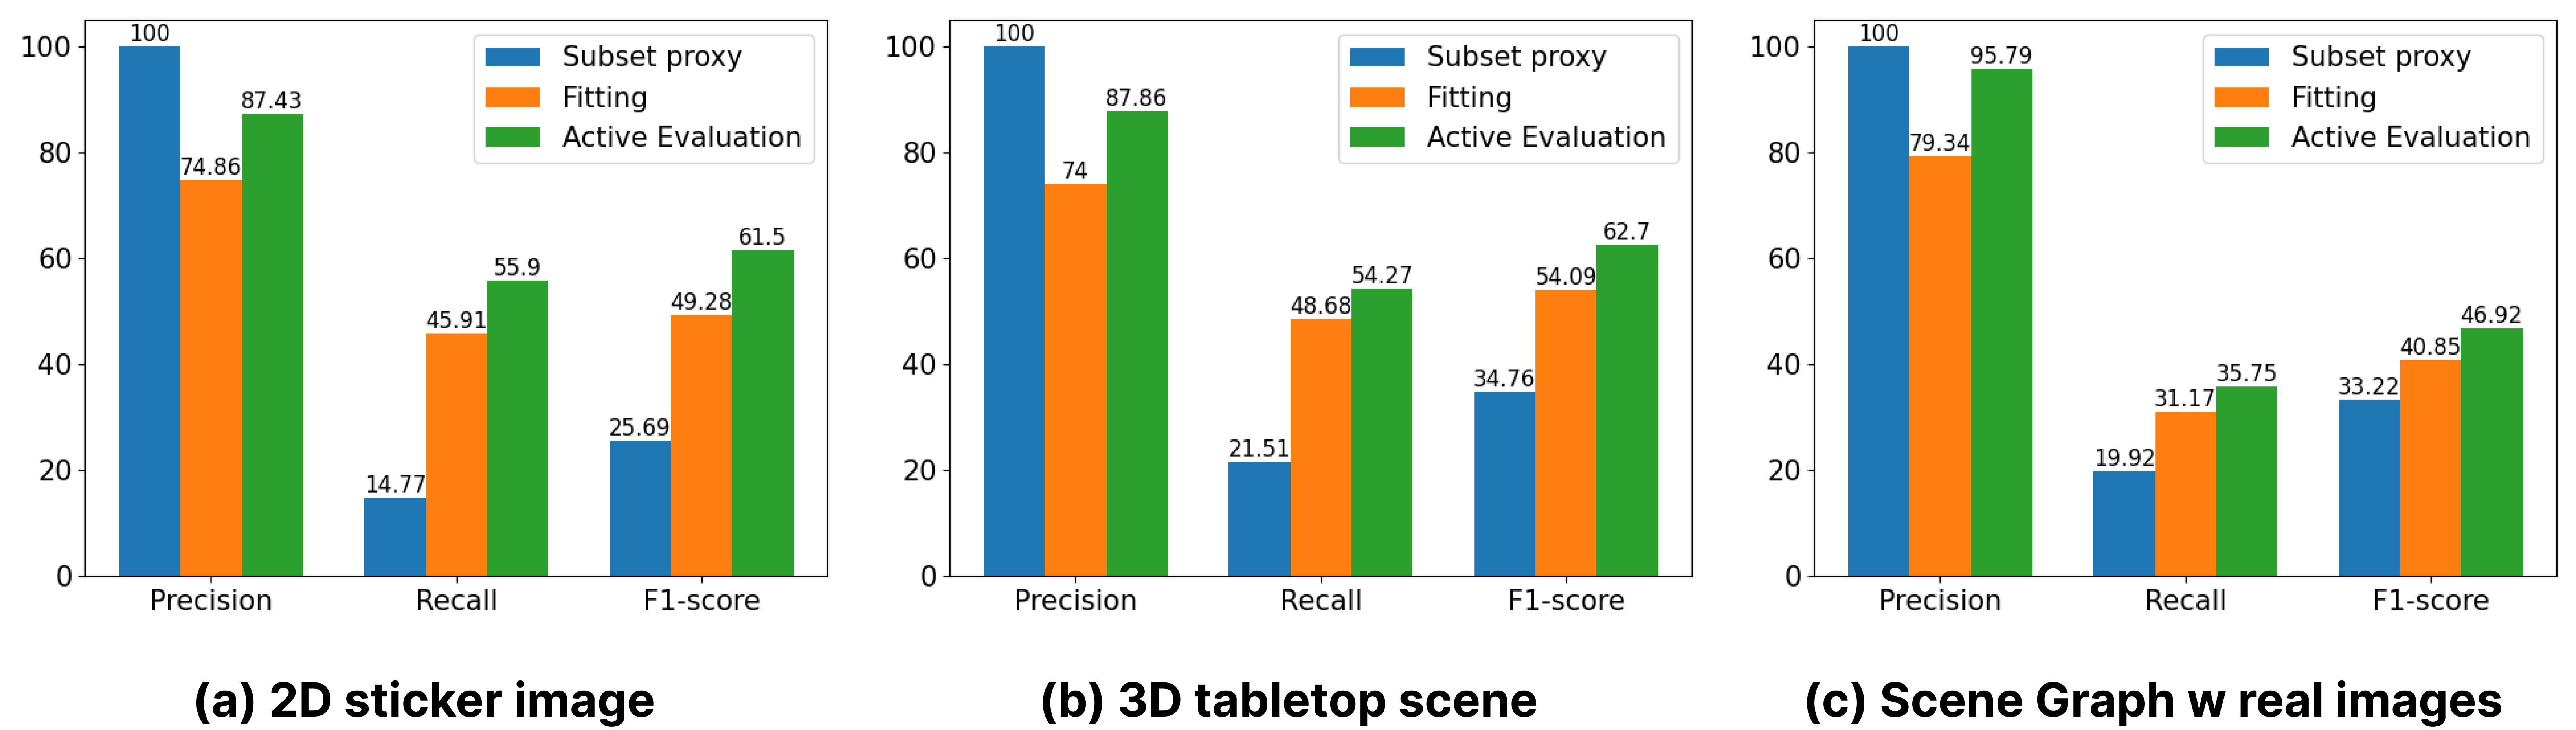 100
100
80
60
40
20
0
74.86
87.43
14.77
45.91
55.9
25.69
49.28
61.5
Subset proxy
Fitting
Active Evaluation
Precision
Recall
F1-score
(a) 2D sticker image
100
100
80
60
40
20
0
74
87.86
21.51
48.68
54.27
34.76
54.09
62.7
Subset proxy
Fitting
Active Evaluation
Precision
Recall
F1-score
(b) 3D tabletop scene
100
100
80
60
40
20
0
79.34
95.79
19.92
31.17
35.75
33.22
40.85
46.92
Subset proxy
Fitting
Active Evaluation
Precision
Recall
F1-score
(c) Scene Graph w real images